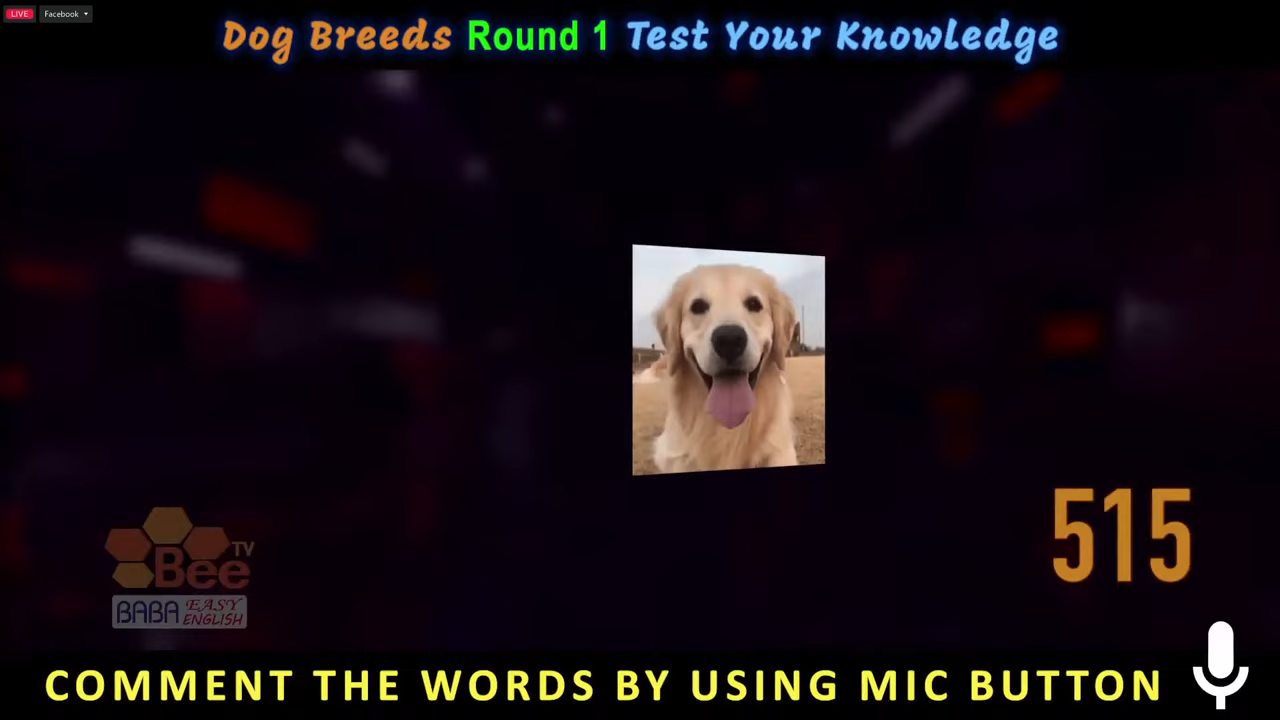 LIVE Facebook
Dog Breeds Round 1 Test Your Knowledge
515
Bee TV
BABA EASY ENGLISH
COMMENT THE WORDS BY USING MIC BUTTON